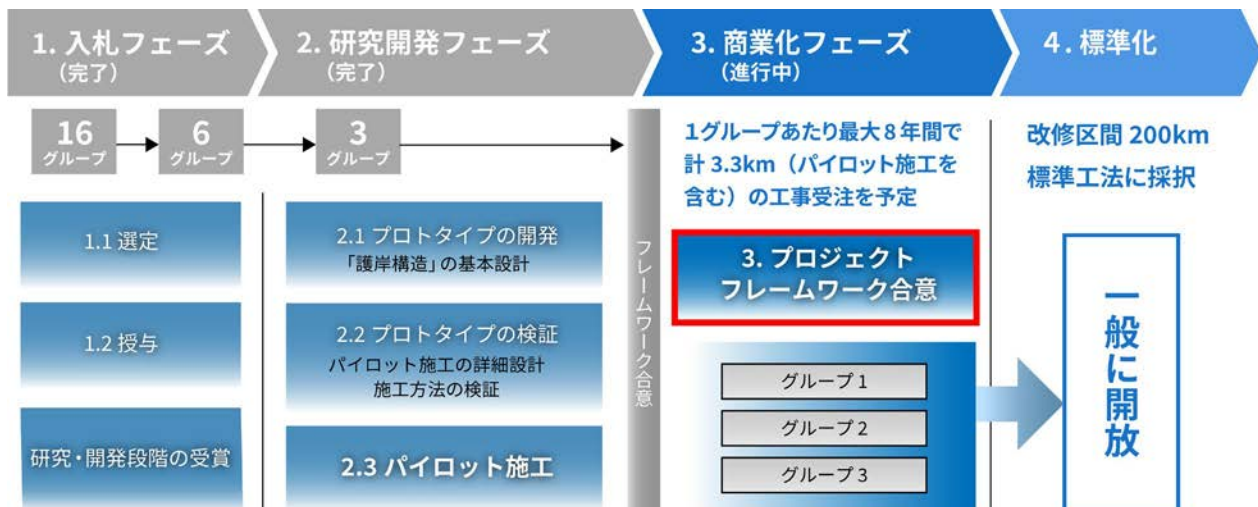 1. 入札フェーズ
(完了)
2. 研究開発フェーズ
(完了)
3. 商業化フェーズ
(進行中)
4. 標準化
16
グループ
6
グループ
3
グループ
1.1 選定
1.2 授与
研究・開発段階の受賞
2.1 プロトタイプの開発
「護岸構造」の基本設計
2.2 プロトタイプの検証
パイロット施工の詳細設計
施工方法の検証
2.3 パイロット施工
フレームワーク合意
1グループあたり最大8年間で
計 3.3km（パイロット施工を
含む）の工事受注を予定
3. プロジェクト
フレームワーク合意
グループ 1
グループ 2
グループ 3
改修区間 200km
標準工法に採択
一般に開放